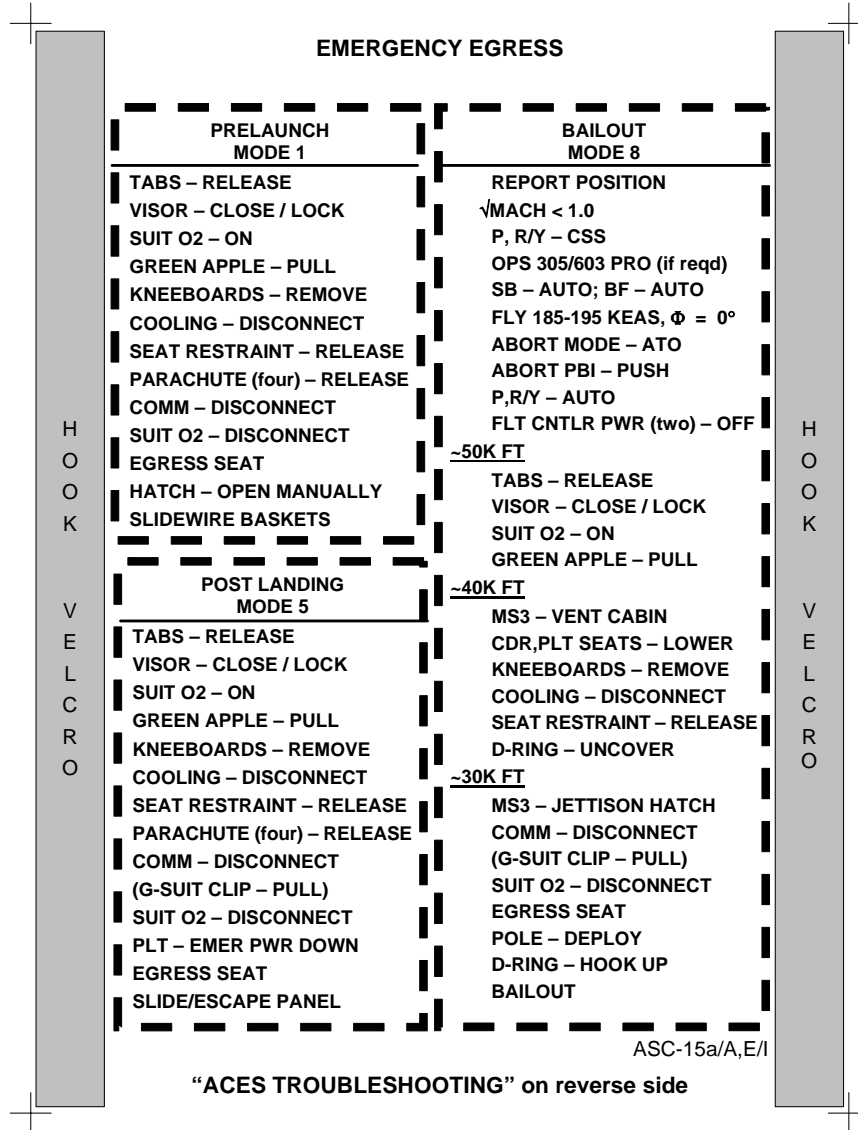 EMERGENCY EGRESS
PRELAUNCH
MODE 1
TABS – RELEASE
VISOR – CLOSE / LOCK
SUIT O2 – ON
GREEN APPLE – PULL
KNEEBOARDS – REMOVE
COOLING – DISCONNECT
SEAT RESTRAINT – RELEASE
PARACHUTE (four) – RELEASE
COMM – DISCONNECT
SUIT O2 – DISCONNECT
EGRESS SEAT
HATCH – OPEN MANUALLY
SLIDEWIRE BASKETS
POST LANDING
MODE 5
TABS – RELEASE
VISOR – CLOSE / LOCK
SUIT O2 – ON
GREEN APPLE – PULL
KNEEBOARDS – REMOVE
COOLING – DISCONNECT
SEAT RESTRAINT – RELEASE
PARACHUTE (four) – RELEASE
COMM – DISCONNECT
(G-SUIT CLIP – PULL)
SUIT O2 – DISCONNECT
PLT – EMER PWR DOWN
EGRESS SEAT
SLIDE/ESCAPE PANEL
BAILOUT
MODE 8
REPORT POSITION
√MACH < 1.0
P, R/Y – CSS
OPS 305/603 PRO (if reqd)
SB – AUTO; BF – AUTO
FLY 185-195 KEAS, Φ = 0°
ABORT MODE – ATO
ABORT PBI – PUSH
P,R/Y – AUTO
FLT CNTLR PWR (two) – OFF
~50K FT
TABS – RELEASE
VISOR – CLOSE / LOCK
SUIT O2 – ON
GREEN APPLE – PULL
~40K FT
MS3 – VENT CABIN
CDR,PLT SEATS – LOWER
KNEEBOARDS – REMOVE
COOLING – DISCONNECT
SEAT RESTRAINT – RELEASE
D-RING – UNCOVER
~30K FT
MS3 – JETTISON HATCH
COMM – DISCONNECT
(G-SUIT CLIP – PULL)
SUIT O2 – DISCONNECT
EGRESS SEAT
POLE – DEPLOY
D-RING – HOOK UP
BAILOUT
HOOK VELCRO
HOOK VELCRO
ASC-15a/A,E/I
“ACES TROUBLESHOOTING” on reverse side